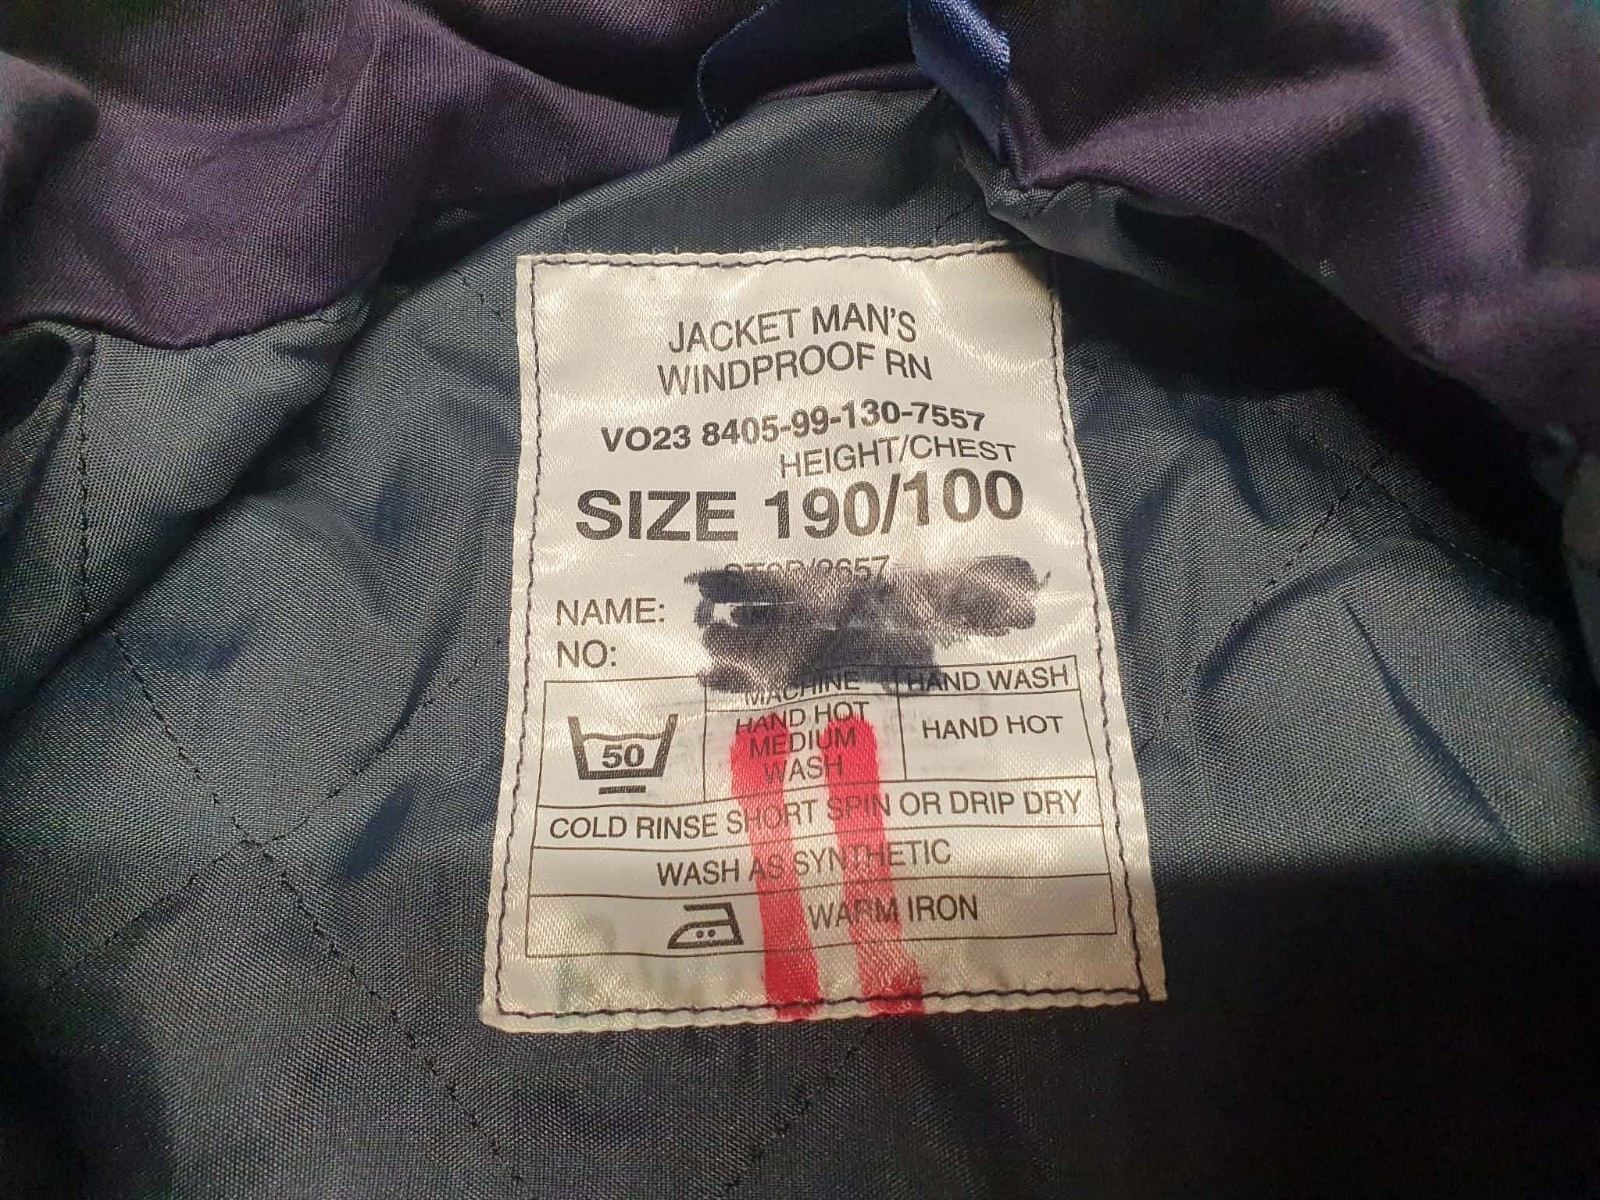 JACKET MAN'S
WINDPROOF RN
VO23 8405-99-130-7557
HEIGHT/CHEST
SIZE 190/100
NAME:
NO:
MACHINE HAND WASH
50
HAND HOT
MEDIUM
WASH
HAND HOT
COLD RINSE SHORT SPIN OR DRIP DRY
WASH AS SYNTHETIC
WARM IRON